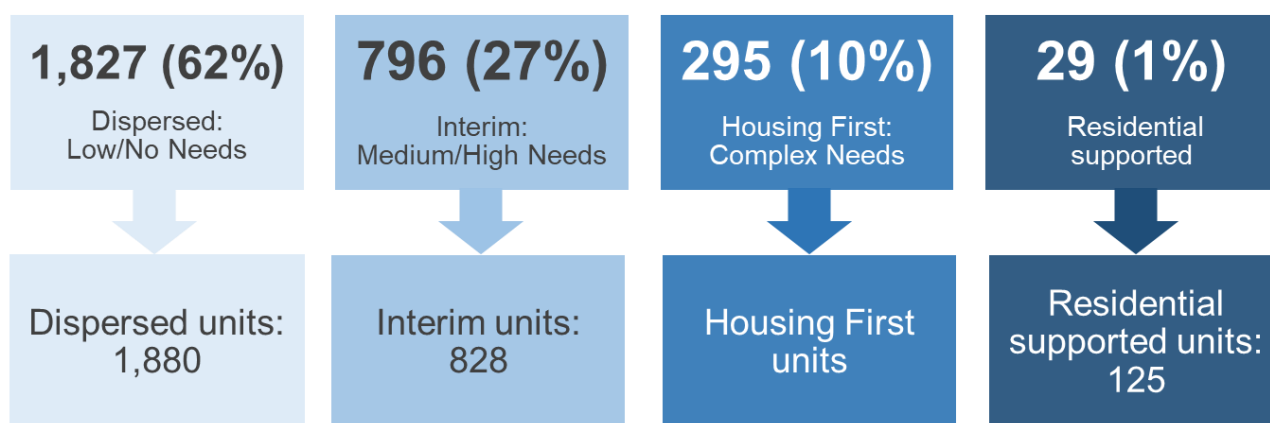 1,827 (62%)
Dispersed:
Low/No Needs
796 (27%)
Interim:
Medium/High Needs
295 (10%)
Housing First:
Complex Needs
29 (1%)
Residential
supported
Dispersed units:
1,880
Interim units:
828
Housing First
units
Residential
supported units:
125